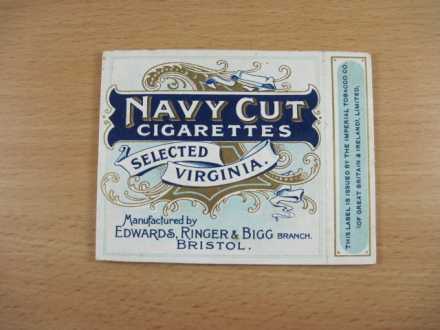 NAVY CUT
CIGARETTES
SELECTED
VIRGINIA.
Manufactured by
EDWARDS, RINGER & BIGG BRANCH.
BRISTOL.
THIS LABEL IS ISSUED BY THE IMPERIAL TOBACCO CO.
(OF GREAT BRITAIN & IRELAND), LIMITED,